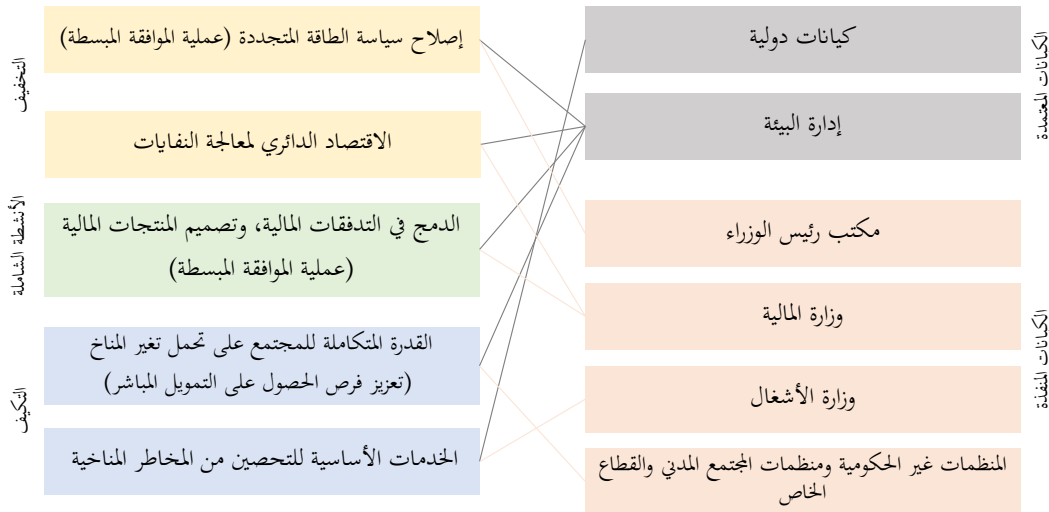 الكيانات المعتمدة
كيانات دولية
إدارة البيئة
الكيانات المنفذة
مكتب رئيس الوزراء
وزارة المالية
وزارة الأشغال
المنظمات غير الحكومية ومنظمات المجتمع المدني والقطاع
الخاص
التخفيف
إصلاح سياسة الطاقة المتجددة (عملية الموافقة المبسطة)
الاقتصاد الدائري لمعالجة النفايات
الأنشطة الشاملة
الدمج في التدفقات المالية، وتصميم المنتجات المالية
(عملية الموافقة المبسطة)
التكيف
القدرة المتكاملة للمجتمع على تحمل تغير المناخ
(تعزيز فرص الحصول على التمويل المباشر)
الخدمات الأساسية للتحصين من المخاطر المناخية